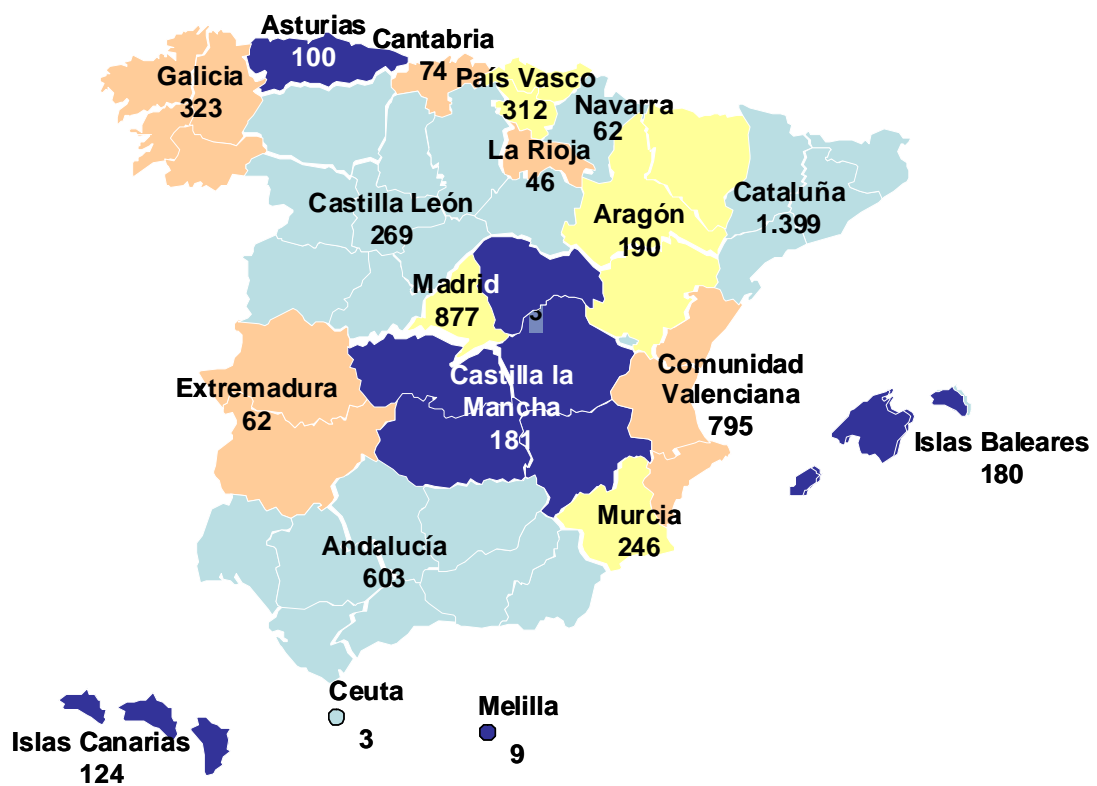 Asturias
100
Cantabria
74
Galicia
323
País Vasco
312
Navarra
62
La Rioja
46
Castilla León
269
Aragón
190
Cataluña
1.399
Madrid
877
Comunidad
Valenciana
795
Extremadura
62
Castilla la
Mancha
181
Islas Baleares
180
Murcia
246
Andalucía
603
Ceuta
3
Melilla
9
Islas Canarias
124